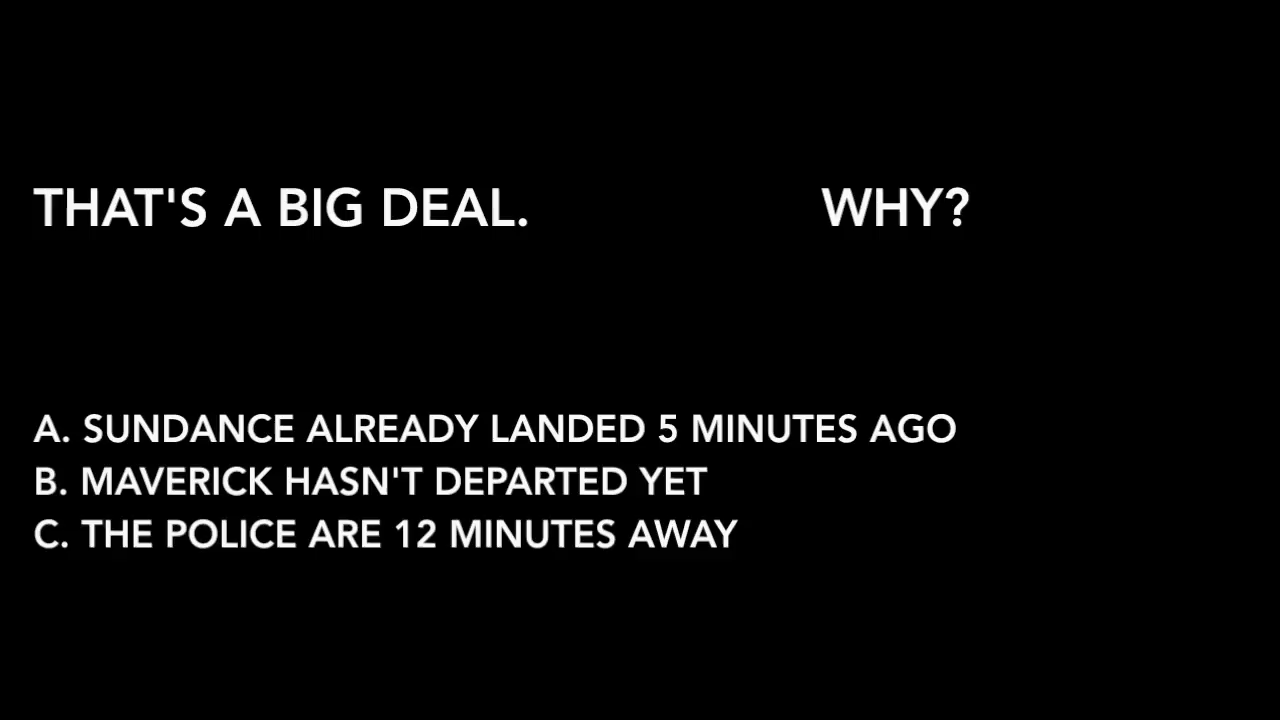 THAT'S A BIG DEAL. WHY?
A. SUNDANCE ALREADY LANDED 5 MINUTES AGO
B. MAVERICK HASN'T DEPARTED YET
C. THE POLICE ARE 12 MINUTES AWAY